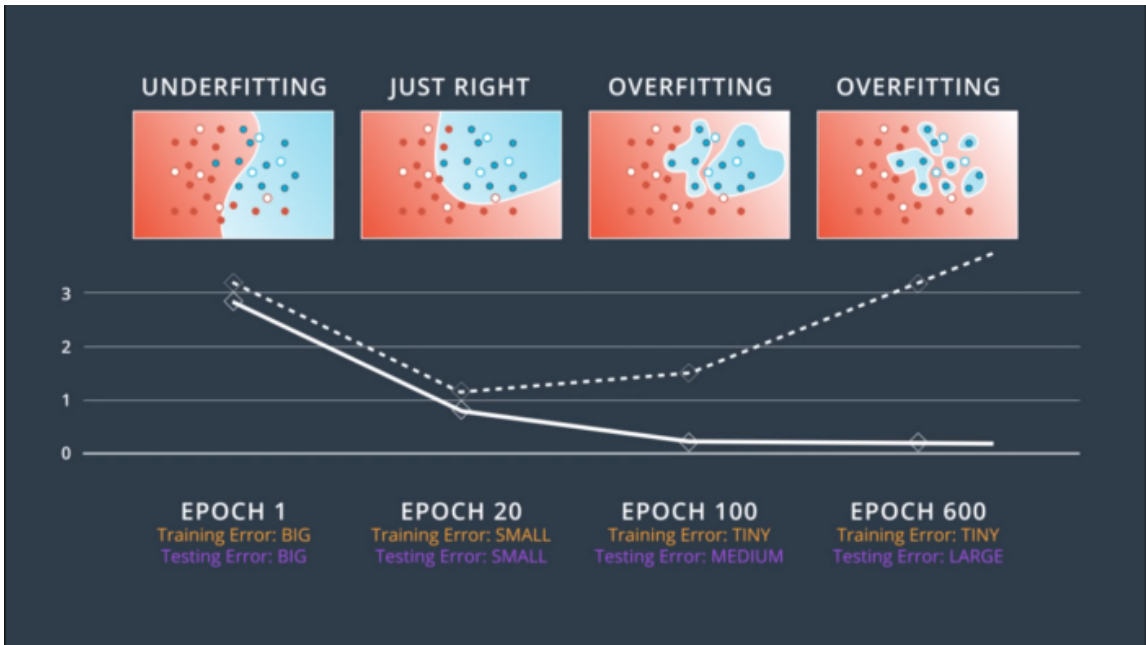 UNDERFITTING JUST RIGHT OVERFITTING OVERFITTING
3
2
1
0
EPOCH 1 EPOCH 20 EPOCH 100 EPOCH 600
Training Error: BIG Training Error: SMALL Training Error: TINY Training Error: TINY
Testing Error: BIG Testing Error: SMALL Testing Error: MEDIUM Testing Error: LARGE